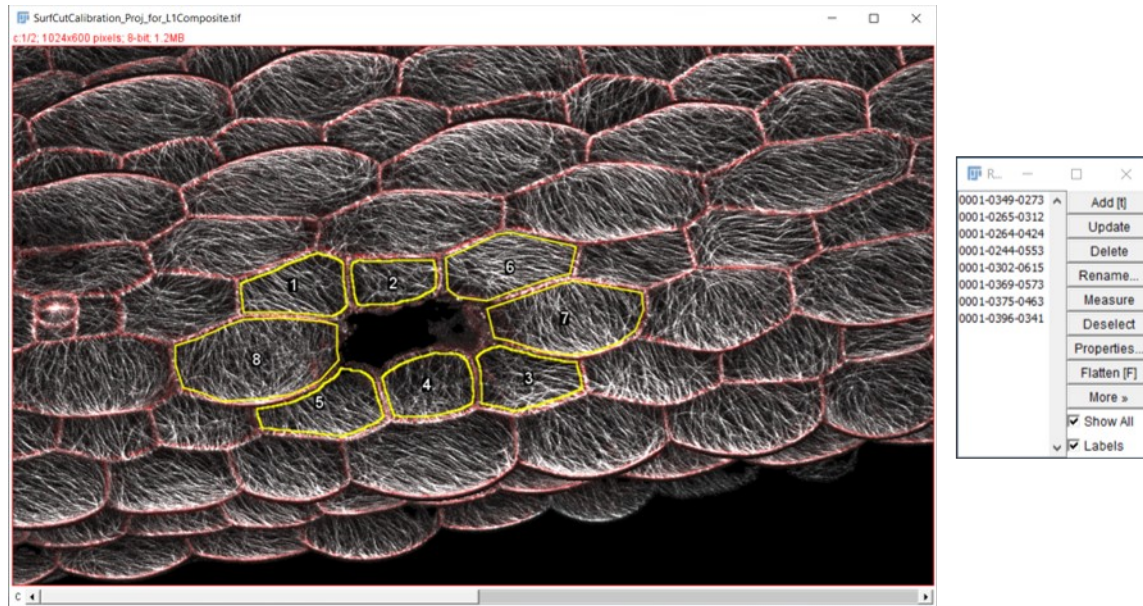 SurfCutCalibration_Proj_for_L1Composite.tif
c:1/2; 1024x600 pixels; 8-bit; 1.2MB
1
2
6
7
8
3
4
5
c
R...
0001-0349-0273
0001-0265-0312
0001-0264-0424
0001-0244-0553
0001-0302-0615
0001-0369-0573
0001-0375-0463
0001-0396-0341
Add [t]
Update
Delete
Rename...
Measure
Deselect
Properties...
Flatten [F]
More »
Show All
Labels